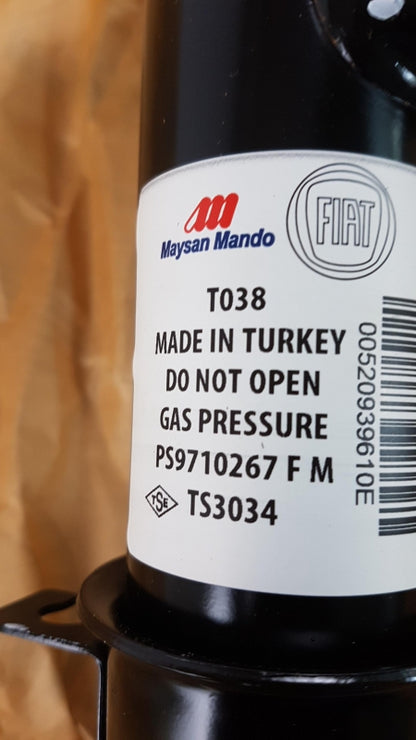 Maysan Mando
FIAT
T038
MADE IN TURKEY
DO NOT OPEN
GAS PRESSURE
PS9710267 F M
TSE TS3034
00520939610E